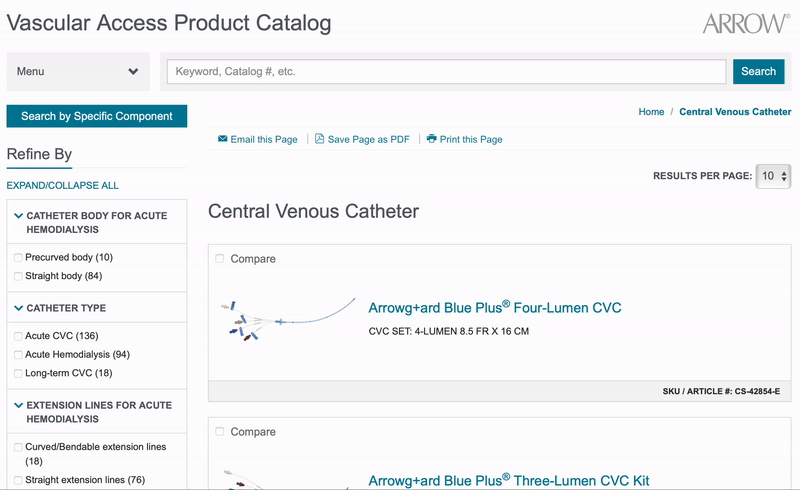 Vascular Access Product Catalog
ARROW®
Menu
Keyword, Catalog #, etc.
Search
Search by Specific Component
Home / Central Venous Catheter
Email this Page
Save Page as PDF
Print this Page
Refine By
EXPAND/COLLAPSE ALL
RESULTS PER PAGE: 10
Central Venous Catheter
CATHETER BODY FOR ACUTE
HEMODIALYSIS
Precurved body (10)
Straight body (84)
CATHETER TYPE
Acute CVC (136)
Acute Hemodialysis (94)
Long-term CVC (18)
EXTENSION LINES FOR ACUTE
HEMODIALYSIS
Curved/Bendable extension lines
(18)
Straight extension lines (76)
Compare
Arrowg+ard Blue Plus® Four-Lumen CVC
CVC SET: 4-LUMEN 8.5 FR X 16 CM
SKU / ARTICLE #: CS-42854-E
Compare
Arrowg+ard Blue Plus® Three-Lumen CVC Kit